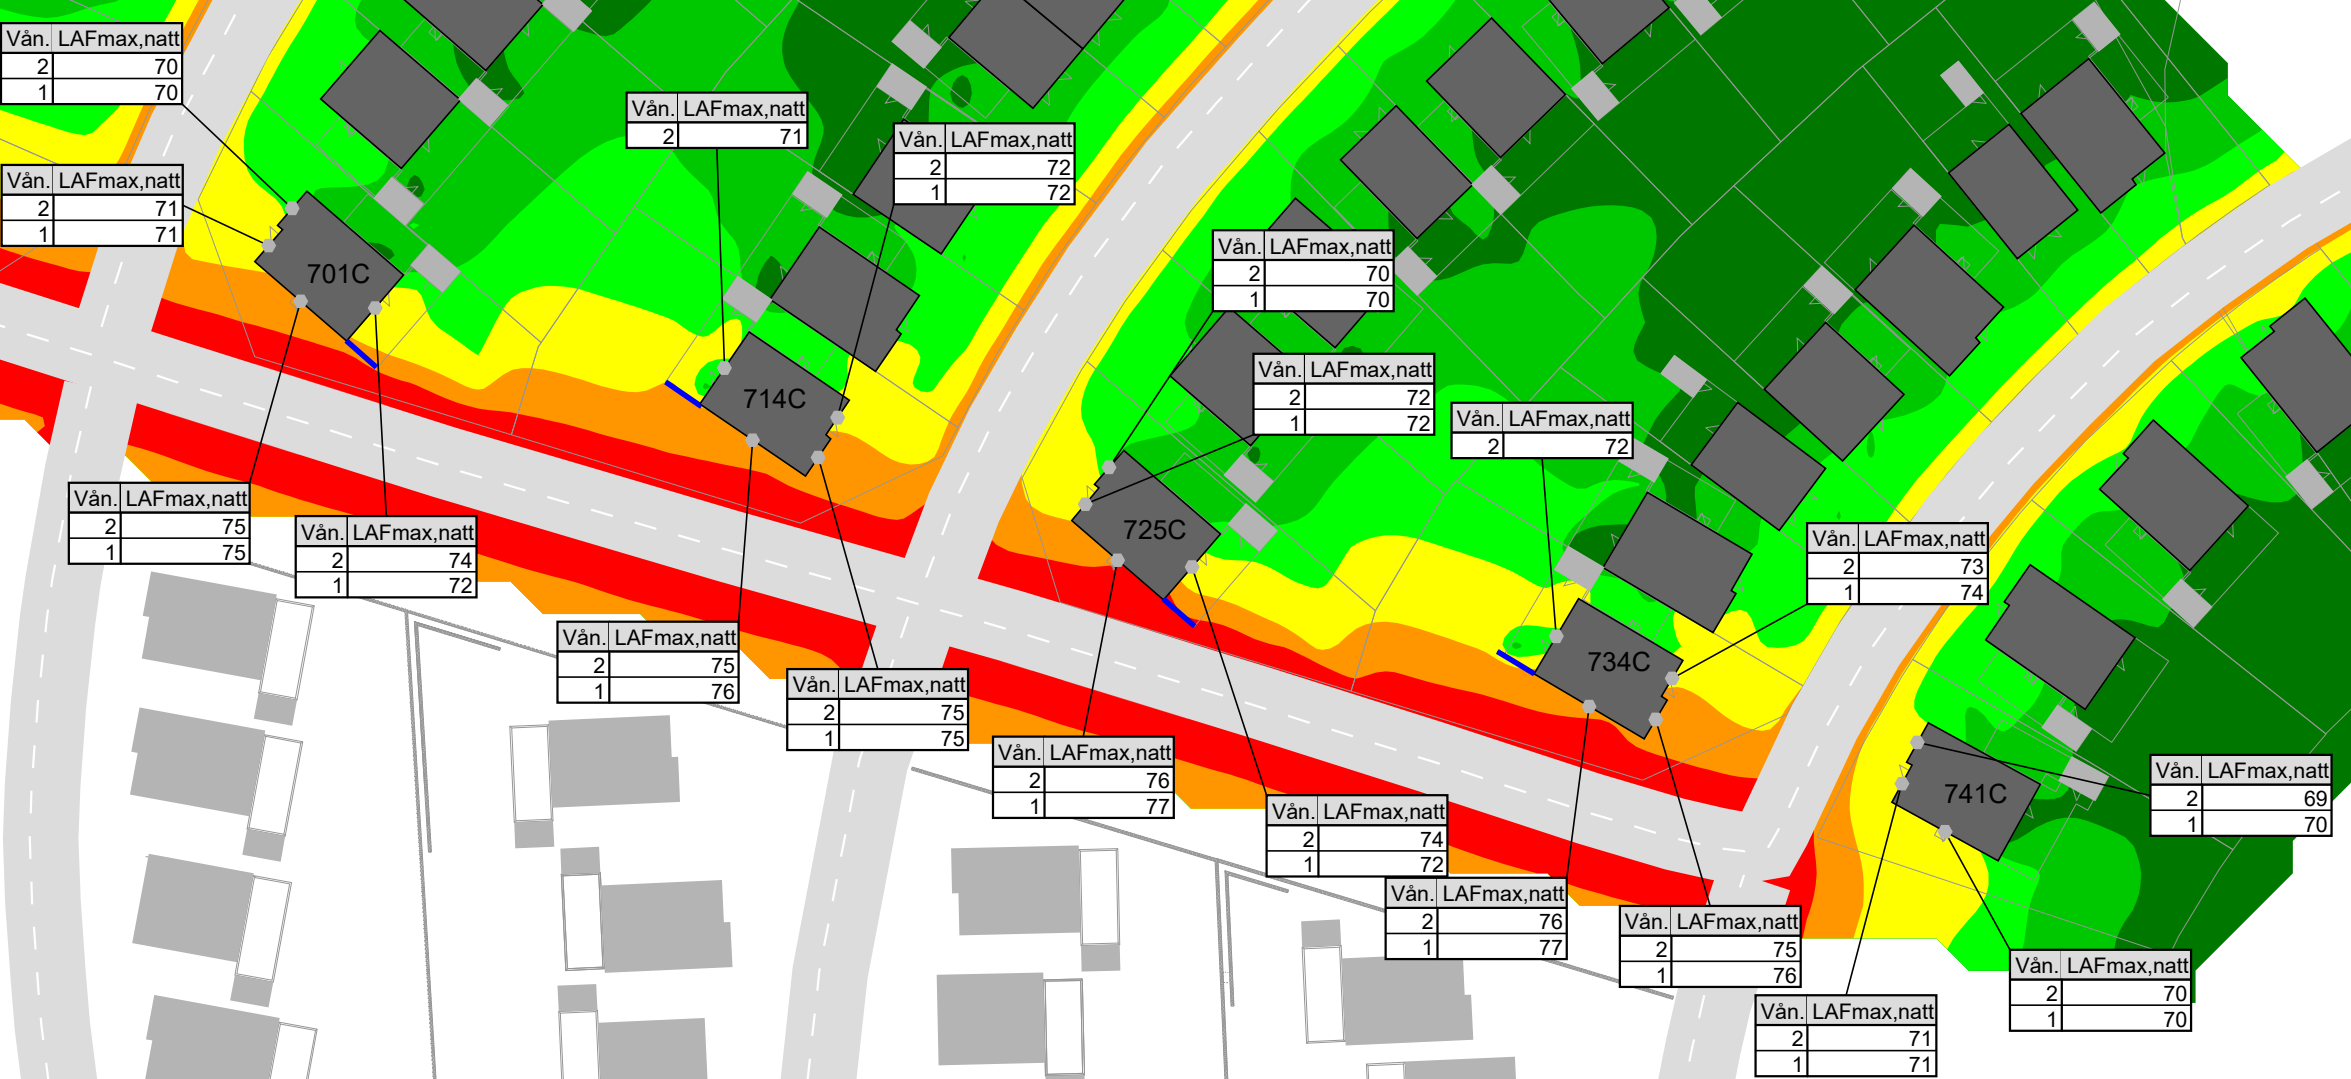 Vån. LAFmax,natt
2 70
1 70
Vån. LAFmax,natt
2 71
1 71
Vån. LAFmax,natt
2 71
Vån. LAFmax,natt
2 72
1 72
701C
714C
Vån. LAFmax,natt
2 70
1 70
Vån. LAFmax,natt
2 72
1 72
Vån. LAFmax,natt
2 72
Vån. LAFmax,natt
2 75
1 75
Vån. LAFmax,natt
2 74
1 72
725C
Vån. LAFmax,natt
2 73
1 74
Vån. LAFmax,natt
2 75
1 76
Vån. LAFmax,natt
2 75
1 75
734C
Vån. LAFmax,natt
2 76
1 77
Vån. LAFmax,natt
2 74
1 72
741C
Vån. LAFmax,natt
2 69
1 70
Vån. LAFmax,natt
2 76
1 77
Vån. LAFmax,natt
2 75
1 76
Vån. LAFmax,natt
2 70
1 70
Vån. LAFmax,natt
2 71
1 71